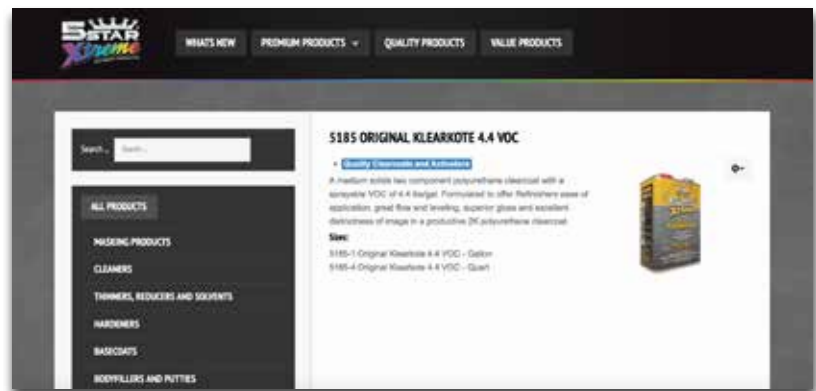 5STAR
Xtreme
WHATS NEW
PREMIUM PRODUCTS
QUALITY PRODUCTS
VALUE PRODUCTS
Search...
Search...
ALL PRODUCTS
MASKING PRODUCTS
CLEANERS
THINNERS, REDUCERS AND SOLVENTS
HARDENERS
BASECOATS
BODYFILLERS AND PUTTIES
5185 ORIGINAL KLEARKOTE 4.4 VOC
Quality Clearcoats and Activators
A medium solids two component polyurethane clearcoat with a
sprayable VOC of 4.4 lbs/gal. Formulated to offer Refinishers ease of
application, great flow and leveling, superior gloss and excellent
distinctness of image in a productive 2K polyurethane clearcoat.
Sizes:
5185-1 Original Klearkote 4.4 VOC - Gallon
5185-4 Original Klearkote 4.4 VOC - Quart